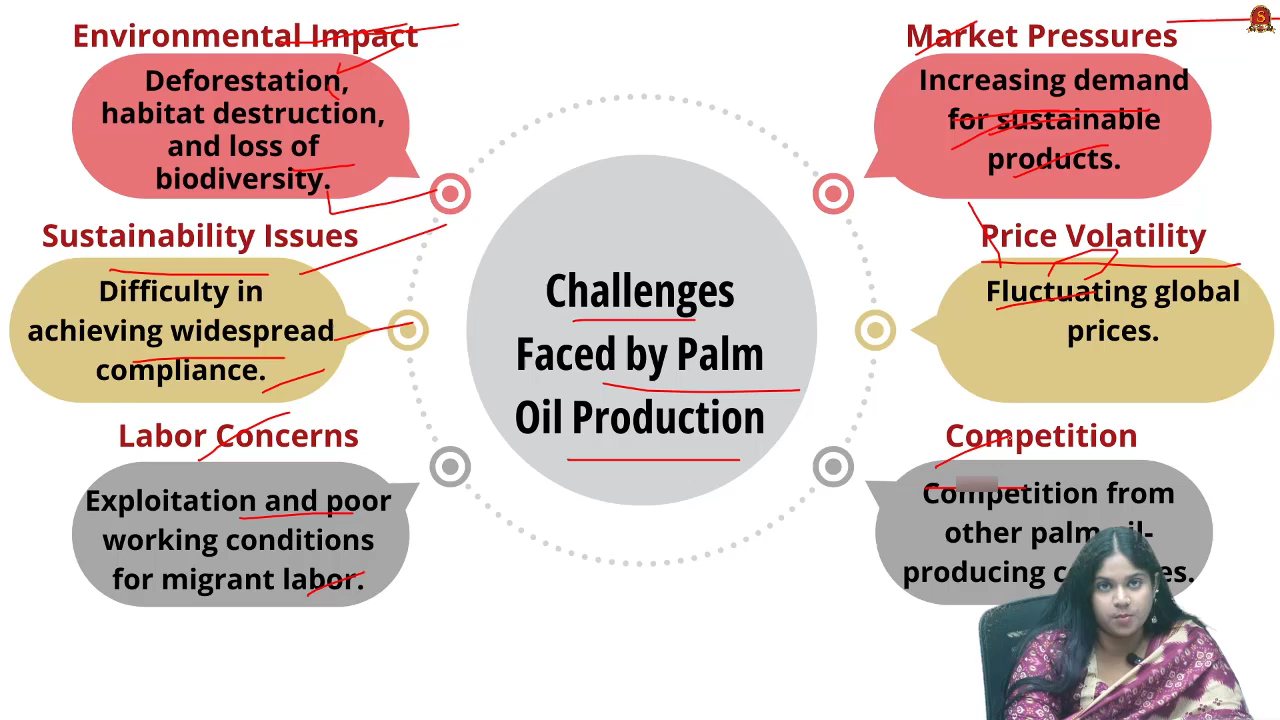 Environmental Impact
Deforestation,
habitat destruction,
and loss of
biodiversity.
Sustainability Issues
Difficulty in
achieving widespread
compliance.
Labor Concerns
Exploitation and poor
working conditions
for migrant labor.
Challenges
Faced by Palm
Oil Production
Market Pressures
Increasing demand
for sustainable
products.
Price Volatility
Fluctuating global
prices.
Competition
Competition from
other palm
producing